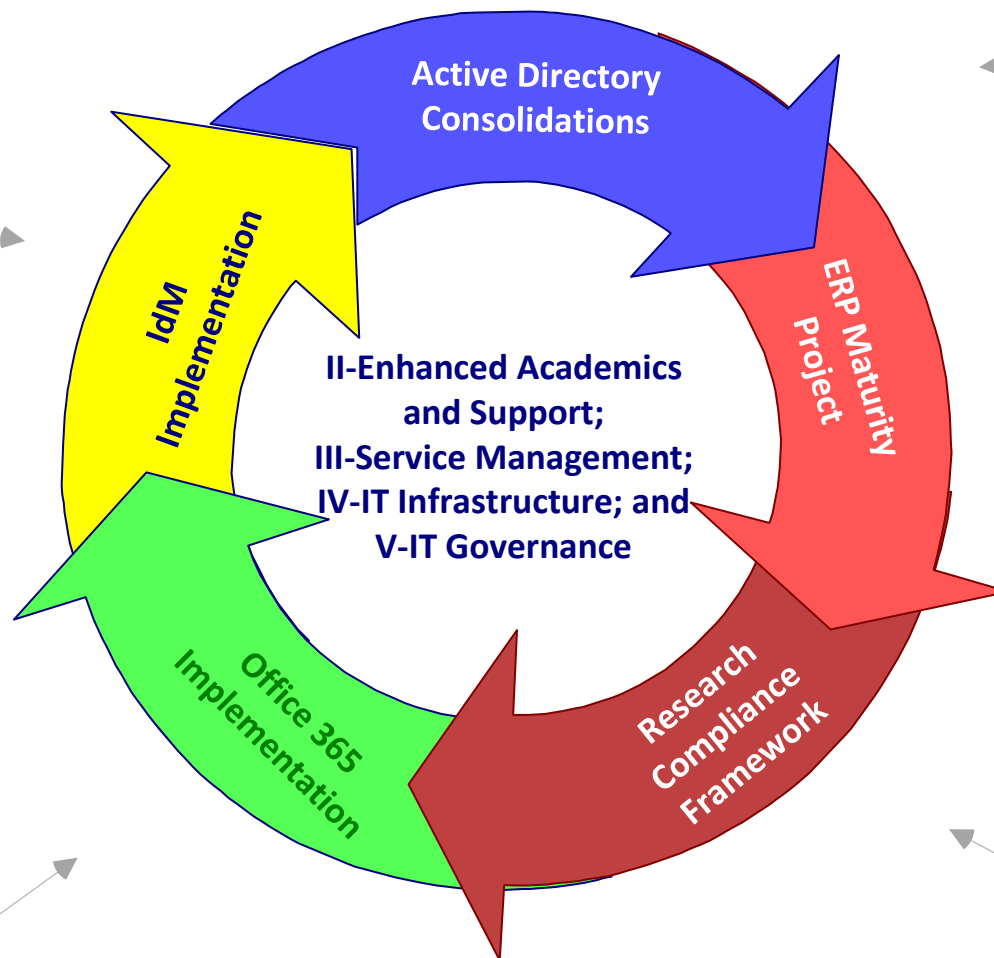 Active Directory
Consolidations
ERP Maturity
Project
Research
Compliance
Framework
Office 365
Implementation
IdM
Implementation
II-Enhanced Academics
and Support;
III-Service Management;
IV-IT Infrastructure; and
V-IT Governance